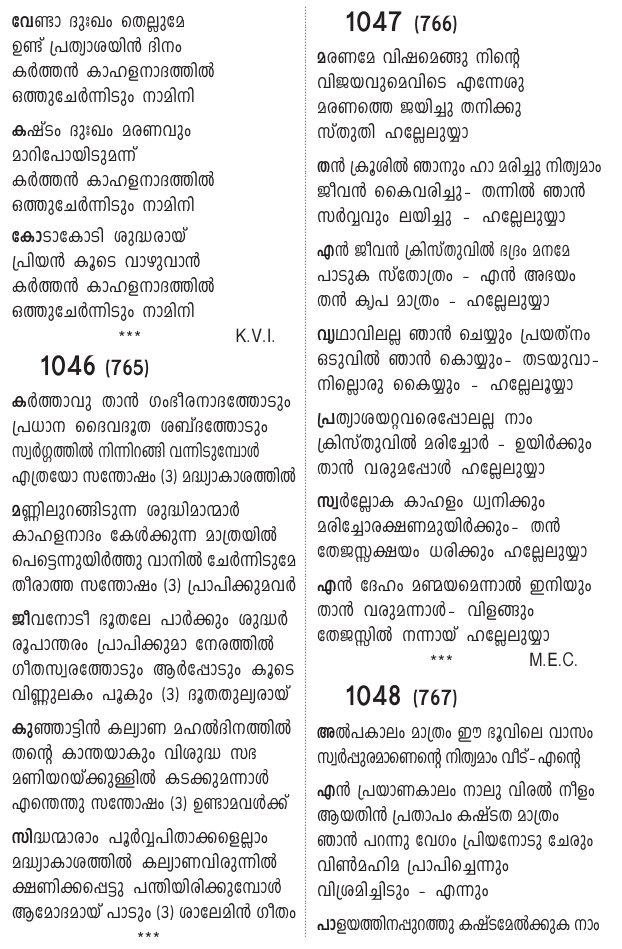 വേണ്ടാ ദുഃഖം തെല്ലുമേ
ഉണ്ട് പ്രത്യാശയിൻ ദിനം
കർത്തൻ കാഹളനാദത്തിൽ
ഒത്തുചേർന്നിടും നാമിനി
കഷ്ടം ദുഃഖം മരണവും
മാറിപോയിടുമന്ന്
കർത്തൻ കാഹളനാദത്തിൽ
ഒത്തുചേർന്നിടും നാമിനി
കോടാകോടി ശുദ്ധരായ്
പ്രിയൻ കൂടെ വാഴുവാൻ
കർത്തൻ കാഹളനാദത്തിൽ
ഒത്തുചേർന്നിടും നാമിനി
*** K.V.I.
1046 (765)
കർത്താവു താൻ ഗംഭീരനാദത്തോടും
പ്രധാന ദൈവദൂത ശബ്ദത്തോടും
സ്വർഗ്ഗത്തിൽ നിന്നിറങ്ങി വന്നിടുമ്പോൾ
എത്രയോ സന്തോഷം (3) മദ്ധ്യാകാശത്തിൽ
മണ്ണിലുറങ്ങിടുന്ന ശുദ്ധിമാന്മാർ
കാഹളനാദം കേൾക്കുന്ന മാത്രയിൽ
പെട്ടെന്നുയിർത്തു വാനിൽ ചേർന്നിടുമേ
തീരാത്ത സന്തോഷം (3) പ്രാപിക്കുമവർ
ജീവനോടീ ഭൂതലേ പാർക്കും ശുദ്ധർ
രൂപാന്തരം പ്രാപിക്കുമാ നേരത്തിൽ
ഗീതസ്വരത്തോടും ആർപ്പോടും കൂടെ
വിണ്ണുലകം പൂകും (3) ദൂതതുല്യരായ്
കുഞ്ഞാട്ടിൻ കല്യാണ മഹൽദിനത്തിൽ
തന്റെ കാന്തയാകും വിശുദ്ധ സഭ
മണിയറയ്ക്കുള്ളിൽ കടക്കുമന്നാൾ
എന്തെന്തു സന്തോഷം (3) ഉണ്ടാമവൾക്ക്
സിദ്ധന്മാരാം പൂർവ്വപിതാക്കളെല്ലാം
മദ്ധ്യാകാശത്തിൽ കല്യാണവിരുന്നിൽ
ക്ഷണിക്കപ്പെട്ടു പന്തിയിരിക്കുമ്പോൾ
ആമോദമായ് പാടും (3) ശാലേമിൻ ഗീതം
***
1047 (766)
മരണമേ വിഷമെങ്ങു നിന്റെ
വിജയവുമെവിടെ എന്നേശു
മരണത്തെ ജയിച്ചു തനിക്കു
സ്തുതി ഹല്ലേലുയ്യാ
തൻ ക്രൂശിൽ ഞാനും ഹാ മരിച്ചു നിത്യമാം
ജീവൻ കൈവരിച്ചു- തന്നിൽ ഞാൻ
സർവ്വവും ലയിച്ചു - ഹല്ലേലുയ്യാ
എൻ ജീവൻ ക്രിസ്തുവിൽ ഭദ്രം മനമേ
പാടുക സ്തോത്രം - എൻ അഭയം
തൻ കൃപ മാത്രം - ഹല്ലേലുയ്യാ
വൃഥാവിലല്ല ഞാൻ ചെയ്യും പ്രയത്നം
ഒടുവിൽ ഞാൻ കൊയ്യും- തടയുവാ-
നില്ലൊരു കൈയ്യും - ഹല്ലേലൂയ്യാ
പ്രത്യാശയറ്റവരെപ്പോലല്ല നാം
ക്രിസ്തുവിൽ മരിച്ചോർ - ഉയിർക്കും
താൻ വരുമപ്പോൾ ഹല്ലേലുയ്യാ
സ്വർല്ലോക കാഹളം ധ്വനിക്കും
മരിച്ചോരക്ഷണമുയിർക്കും- തൻ
തേജസ്സക്ഷയം ധരിക്കും ഹല്ലേലുയ്യാ
എൻ ദേഹം മണ്മയമെന്നാൽ ഇനിയും
താൻ വരുമന്നാൾ- വിളങ്ങും
തേജസ്സിൽ നന്നായ് ഹല്ലേലുയ്യാ
*** M.E.C.
1048 (767)
അൽപകാലം മാത്രം ഈ ഭൂവിലെ വാസം
സ്വർപ്പുരമാണെന്റെ നിത്യമാം വീട്-എന്റെ
എൻ പ്രയാണകാലം നാലു വിരൽ നീളം
ആയതിൻ പ്രതാപം കഷ്ടത മാത്രം
ഞാൻ പറന്നു വേഗം പ്രിയനോടു ചേരും
വിൺമഹിമ പ്രാപിച്ചെന്നും
വിശ്രമിച്ചിടും - എന്നും
പാളയത്തിനപ്പുറത്തു കഷ്ടമേൽക്കുക നാം